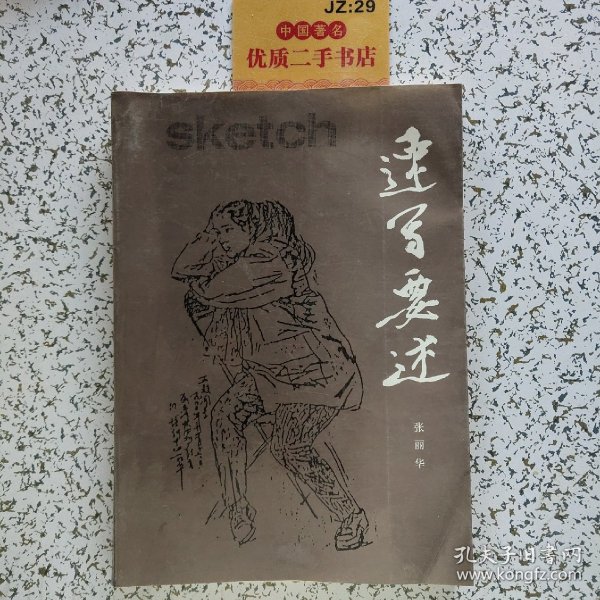 JZ:29
中国著名
优质二手书店
sketch
速写要述
张丽华
孔夫子旧书网
www.kongfz.com